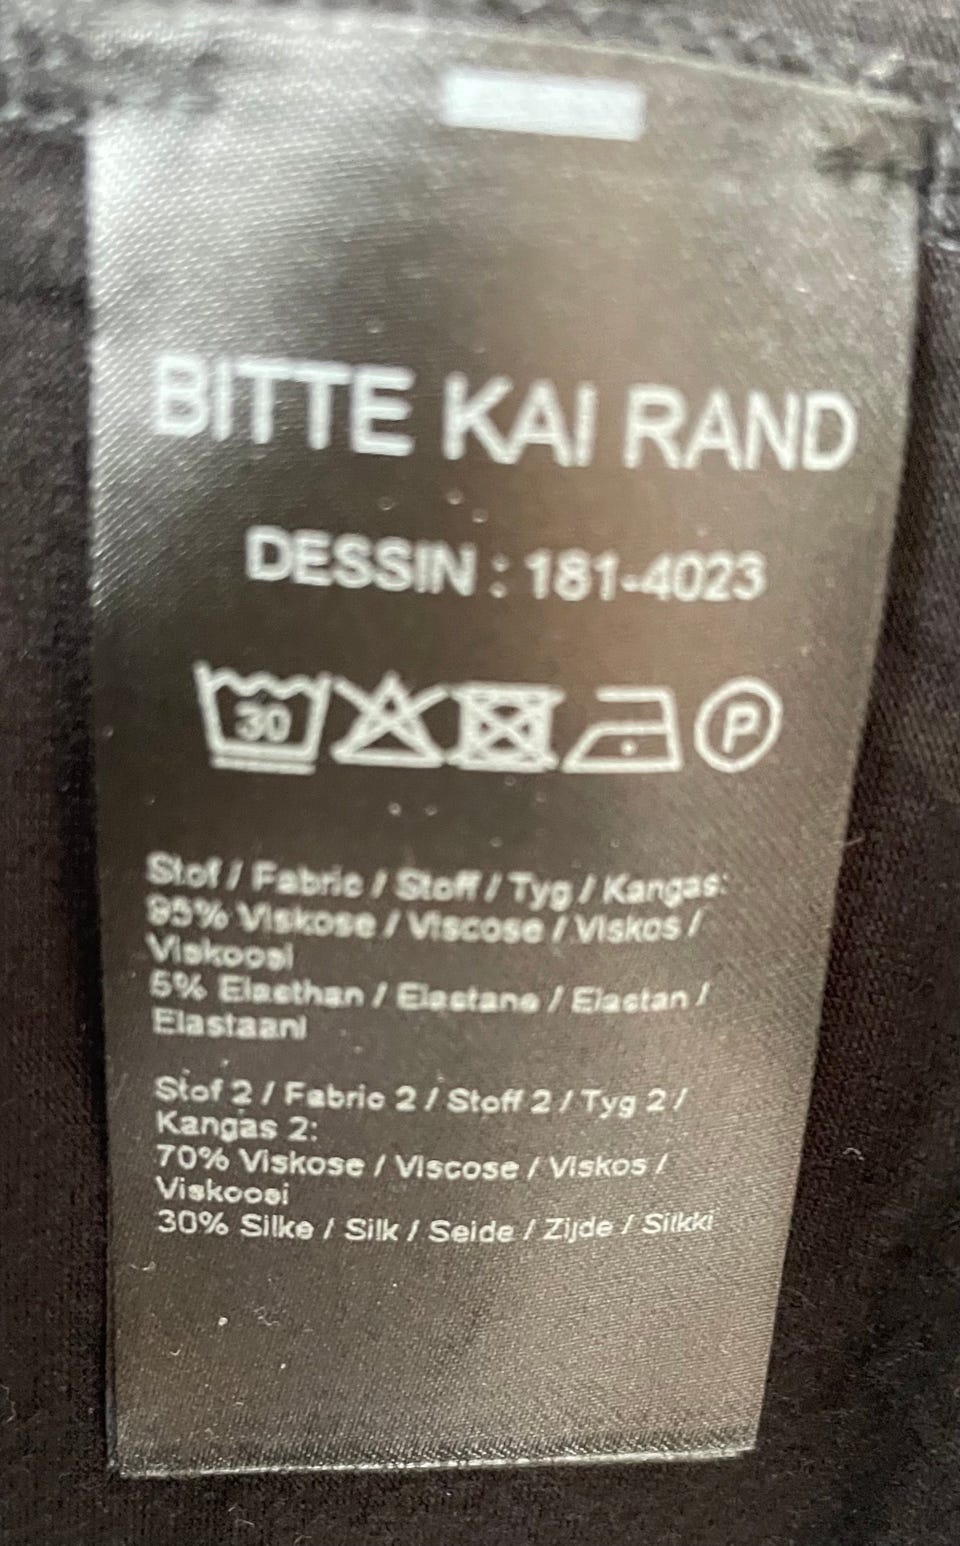 BITTE KAI RAND
DESSIN : 181-4023
30 P
Stof / Fabric / Stoff / Tyg / Kangas:
95% Viskose / Viscose / Viskos /
Viskoosi
5% Elasthan / Elastane / Elastan /
Elastaani
Stof 2 / Fabric 2 / Stoff 2 / Tyg 2 /
Kangas 2:
70% Viskose / Viscose / Viskos /
Viskoosi
30% Silke / Silk / Seide / Zijde / Silkki